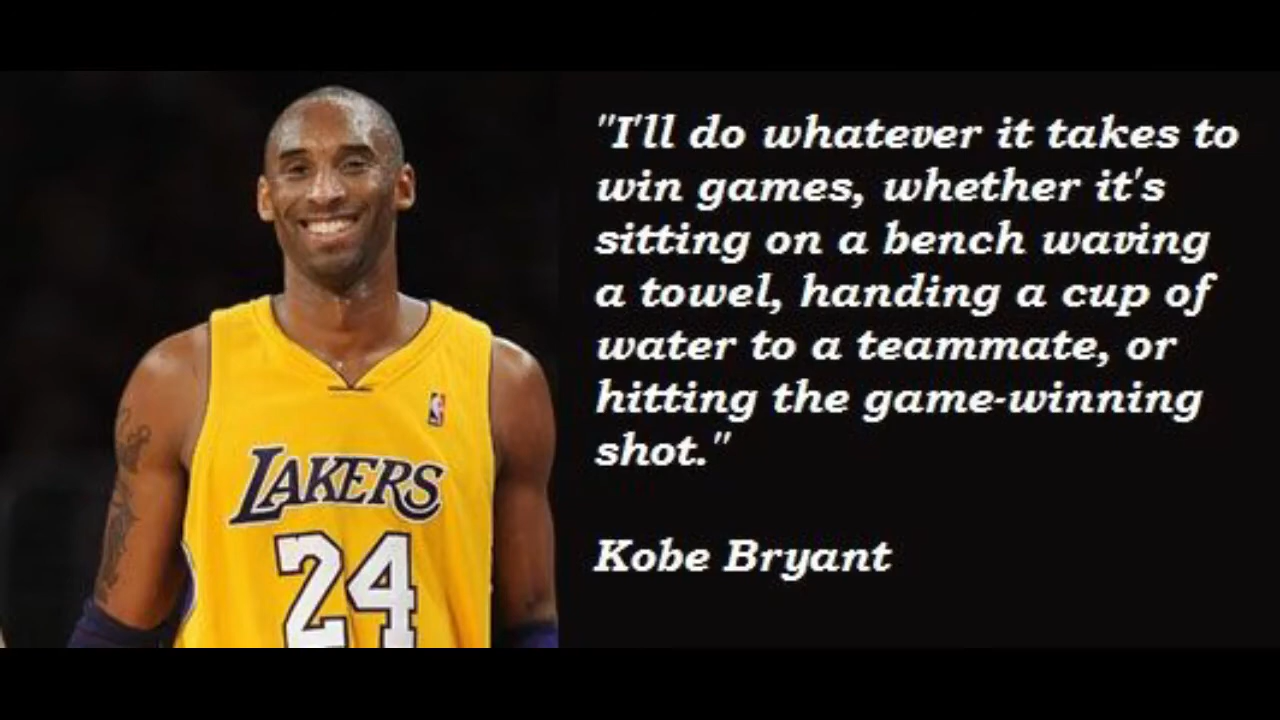 "I'll do whatever it takes to
win games, whether it's
sitting on a bench waving
a towel, handing a cup of
water to a teammate, or
hitting the game-winning
shot."
Kobe Bryant
LAKERS
24